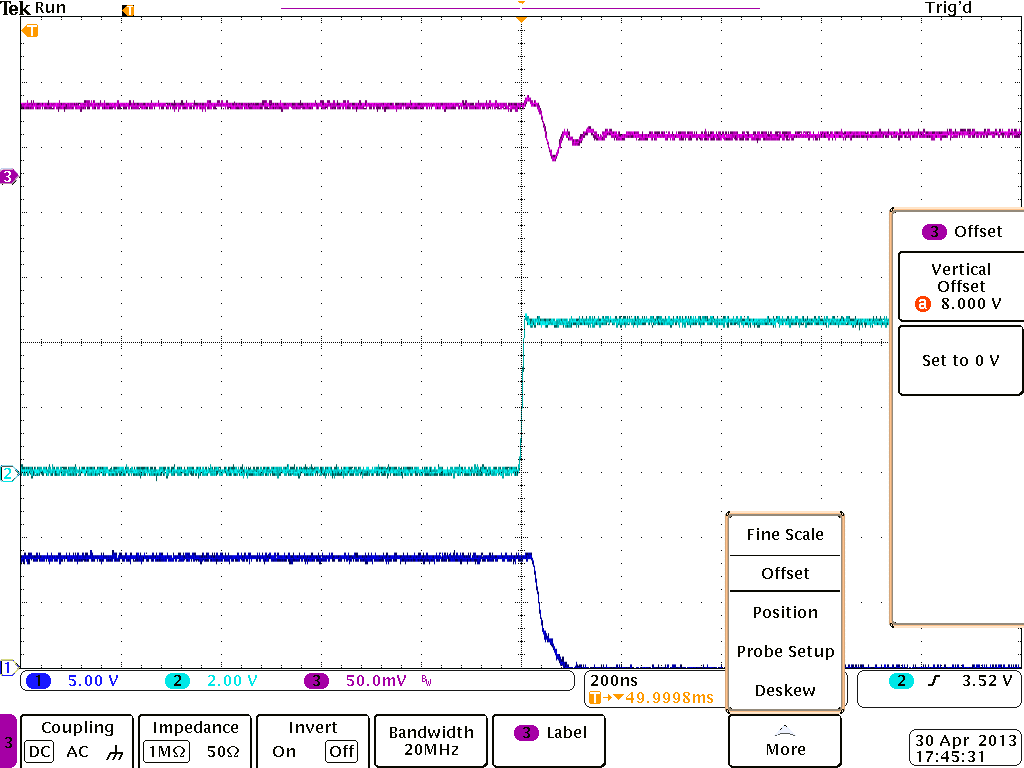 Tek Run
Trig'd
T
T
3
3 Offset
Vertical
Offset
a 8.000 V
Set to 0 V
2
Fine Scale
Offset
Position
Probe Setup
Deskew
1
1 5.00 V 2 2.00 V 3 50.0mV BW
200ns
T→▼49.9998ms
2 3.52 V
3
Coupling
DC AC
Impedance
1MΩ 50Ω
Invert
On Off
Bandwidth
20MHz
3 Label
More
30 Apr 2013
17:45:31